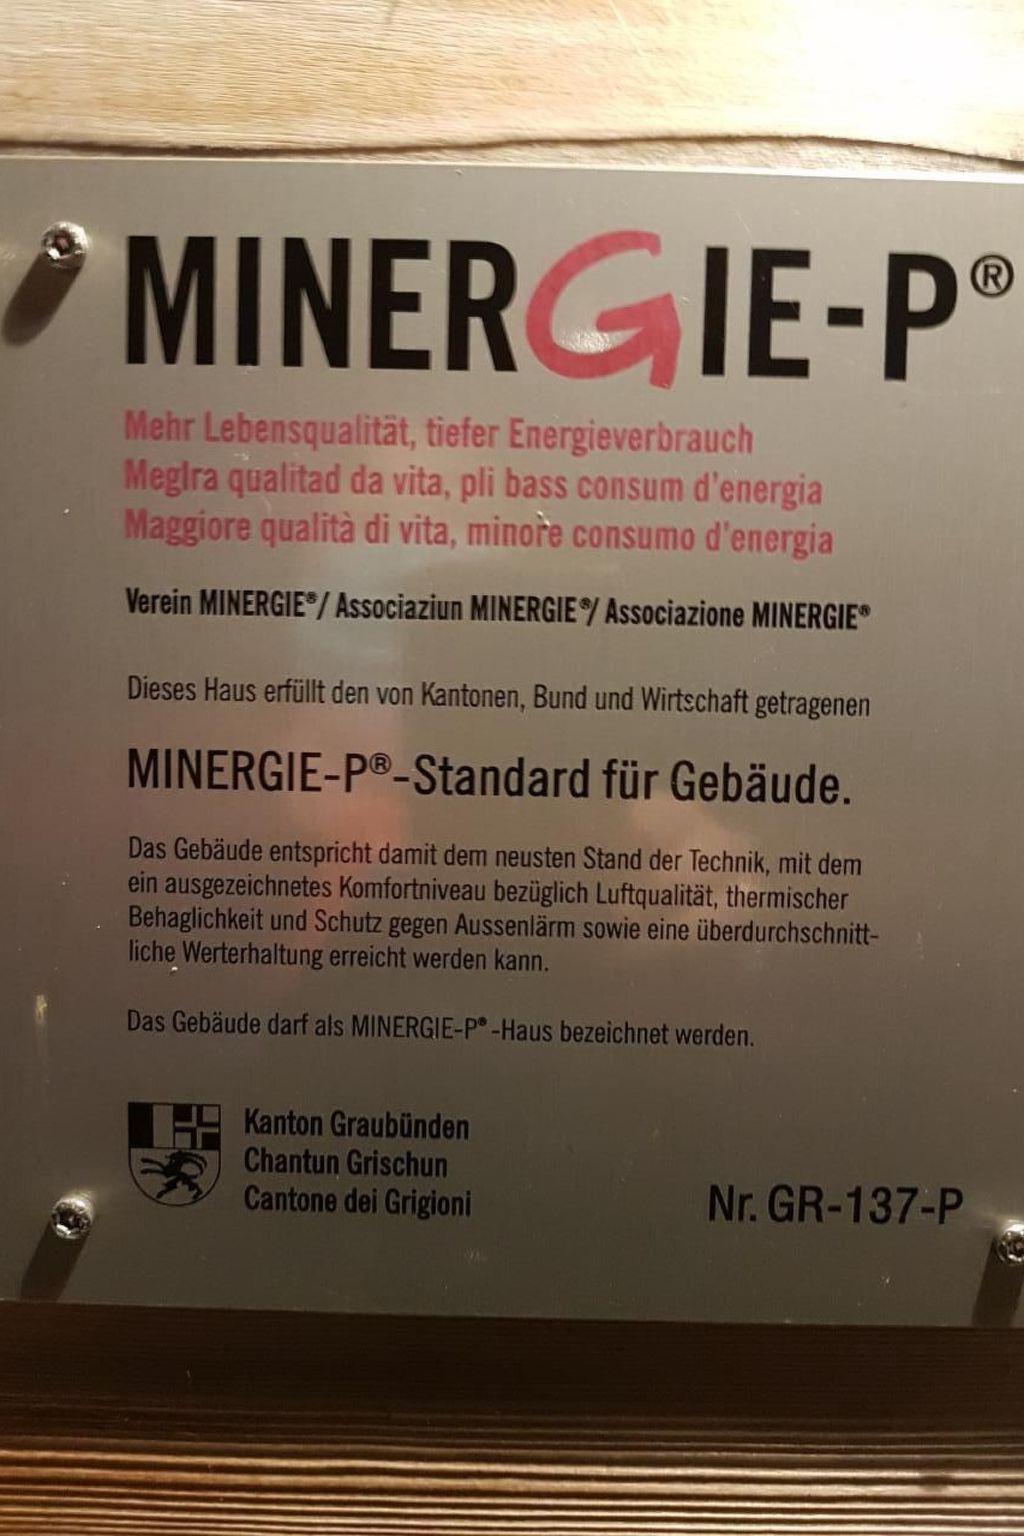 MINERGIE-P®
Mehr Lebensqualität, tiefer Energieverbrauch
Meglra qualitad da vita, pli bass consum d'energia
Maggiore qualità di vita, minore consumo d'energia
Verein MINERGIE®/ Associaziun MINERGIE®/ Associazione MINERGIE®
Dieses Haus erfüllt den von Kantonen, Bund und Wirtschaft getragenen
MINERGIE-P®-Standard für Gebäude.
Das Gebäude entspricht damit dem neusten Stand der Technik, mit dem
ein ausgezeichnetes Komfortniveau bezüglich Luftqualität, thermischer
Behaglichkeit und Schutz gegen Aussenlärm sowie eine überdurchschnitt-
liche Werterhaltung erreicht werden kann.
Das Gebäude darf als MINERGIE-P®-Haus bezeichnet werden.
Kanton Graubünden
Chantun Grischun
Cantone dei Grigioni
Nr. GR-137-P